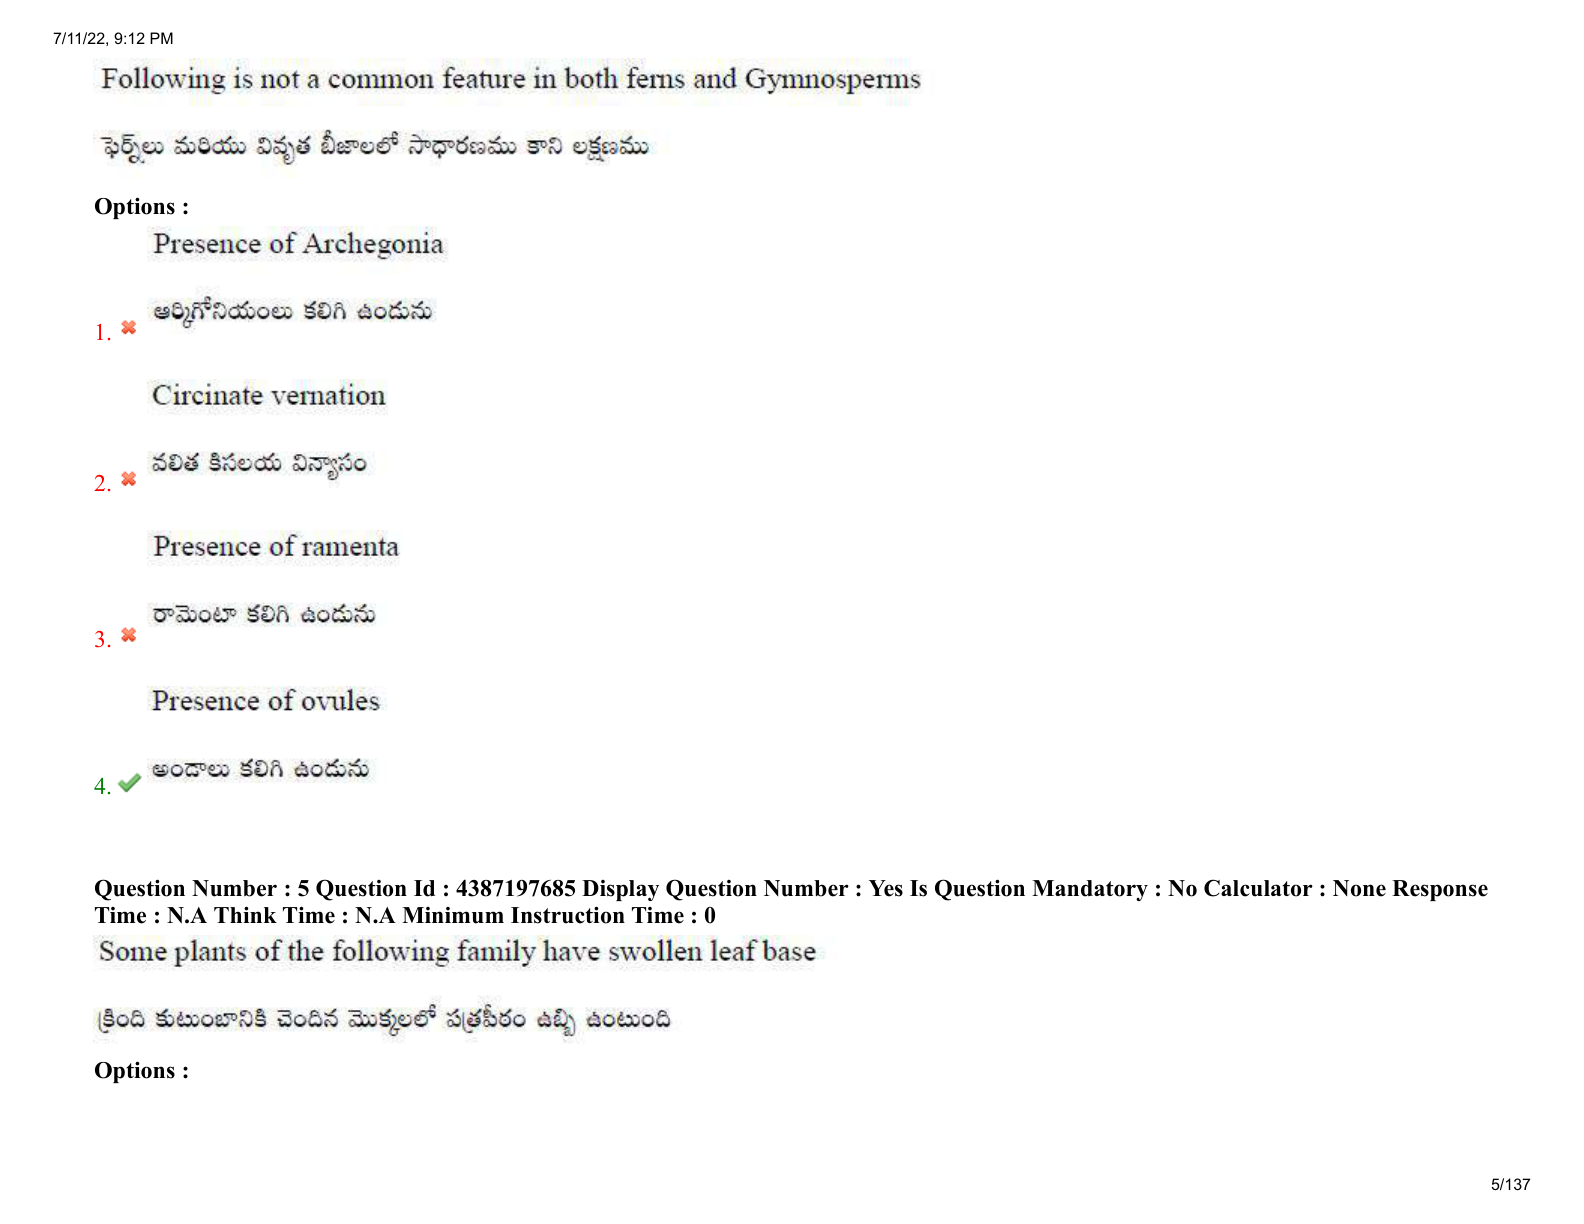 7/11/22, 9:12 PM
Following is not a common feature in both ferns and Gymnosperms
ఫెర్న్‌లు మరియు వివృత బీజాలలో సాధారణము కాని లక్షణము
Options :
Presence of Archegonia
ఆర్కిగోనియంలు కలిగి ఉండును
1.
Circinate vernation
వలిత కిసలయ విన్యాసం
2.
Presence of ramenta
రామెంటా కలిగి ఉండును
3.
Presence of ovules
అండాలు కలిగి ఉండును
4.
Question Number : 5 Question Id : 4387197685 Display Question Number : Yes Is Question Mandatory : No Calculator : None Response
Time : N.A Think Time : N.A Minimum Instruction Time : 0
Some plants of the following family have swollen leaf base
క్రింది కుటుంబానికి చెందిన మొక్కలలో పత్రపీఠం ఉబ్బి ఉంటుంది
Options :
5/137